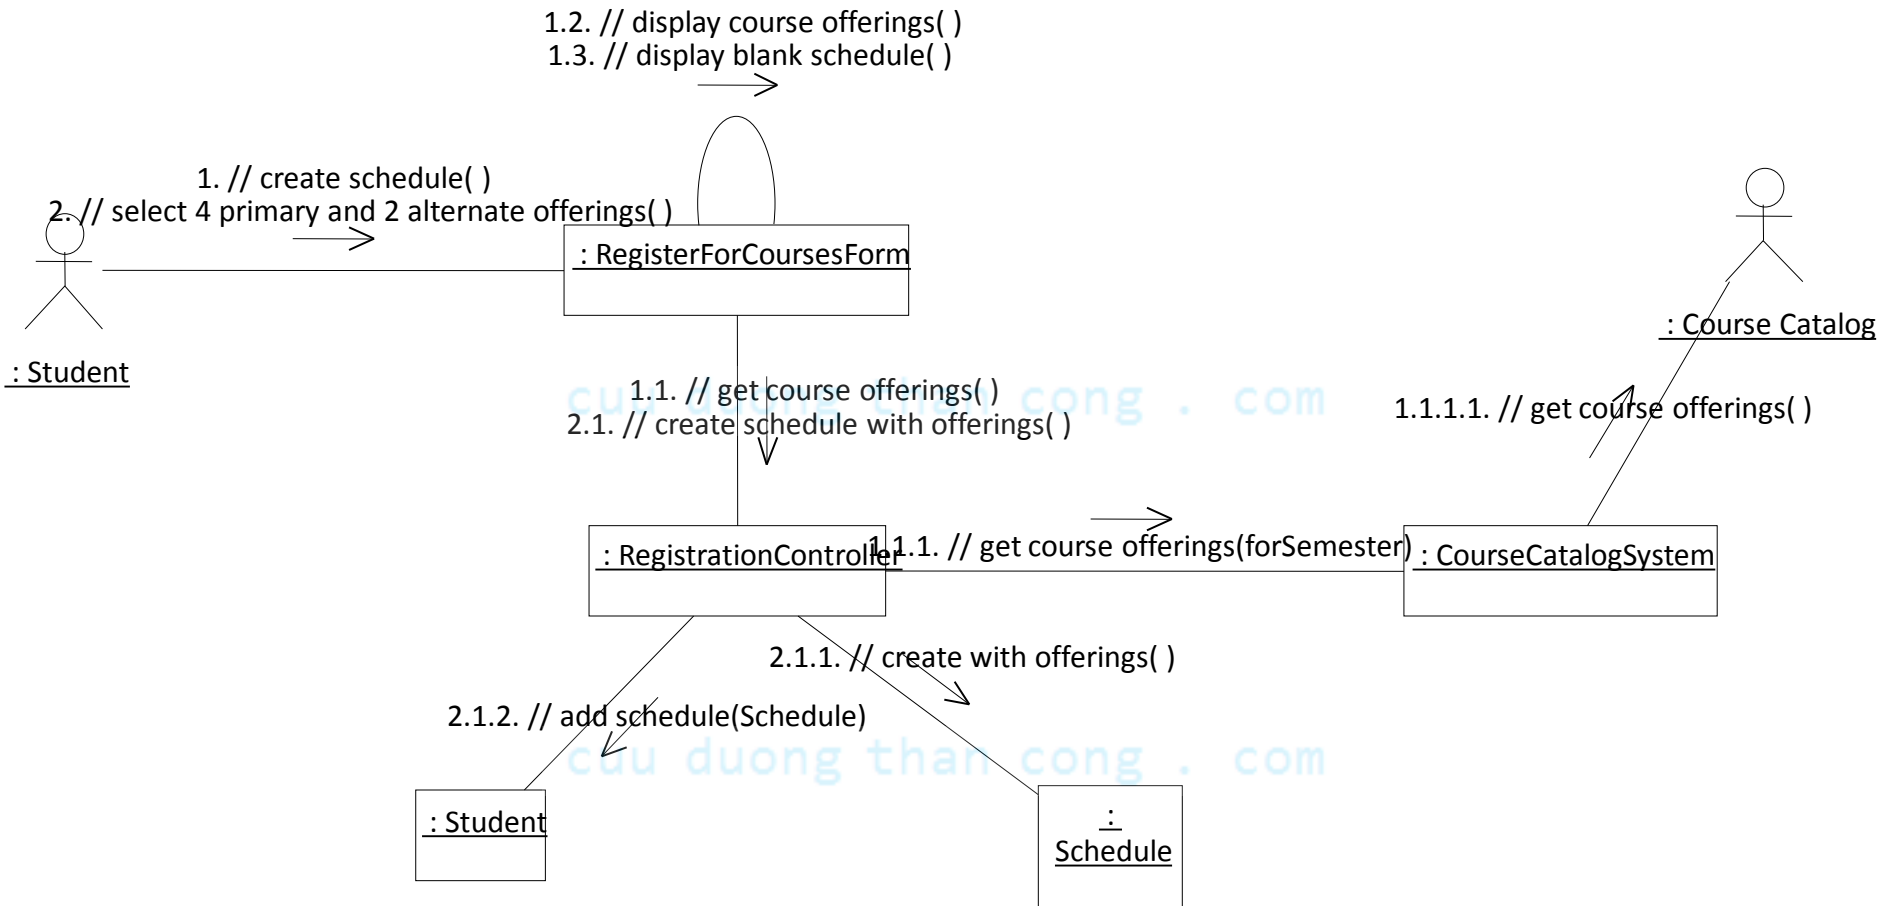 1.2. // display course offerings( )
1.3. // display blank schedule( )
1. // create schedule( )
2. // select 4 primary and 2 alternate offerings( )
: RegisterForCoursesForm
: Course Catalog
: Student
1.1. // get course offerings( )
2.1. // create schedule with offerings( )
cuu duong than cong . com
1.1.1.1. // get course offerings( )
: RegistrationController
1.1.1. // get course offerings(forSemester)
: CourseCatalogSystem
2.1.1. // create with offerings( )
2.1.2. // add schedule(Schedule)
cuu duong than cong . com
: Student
:
Schedule